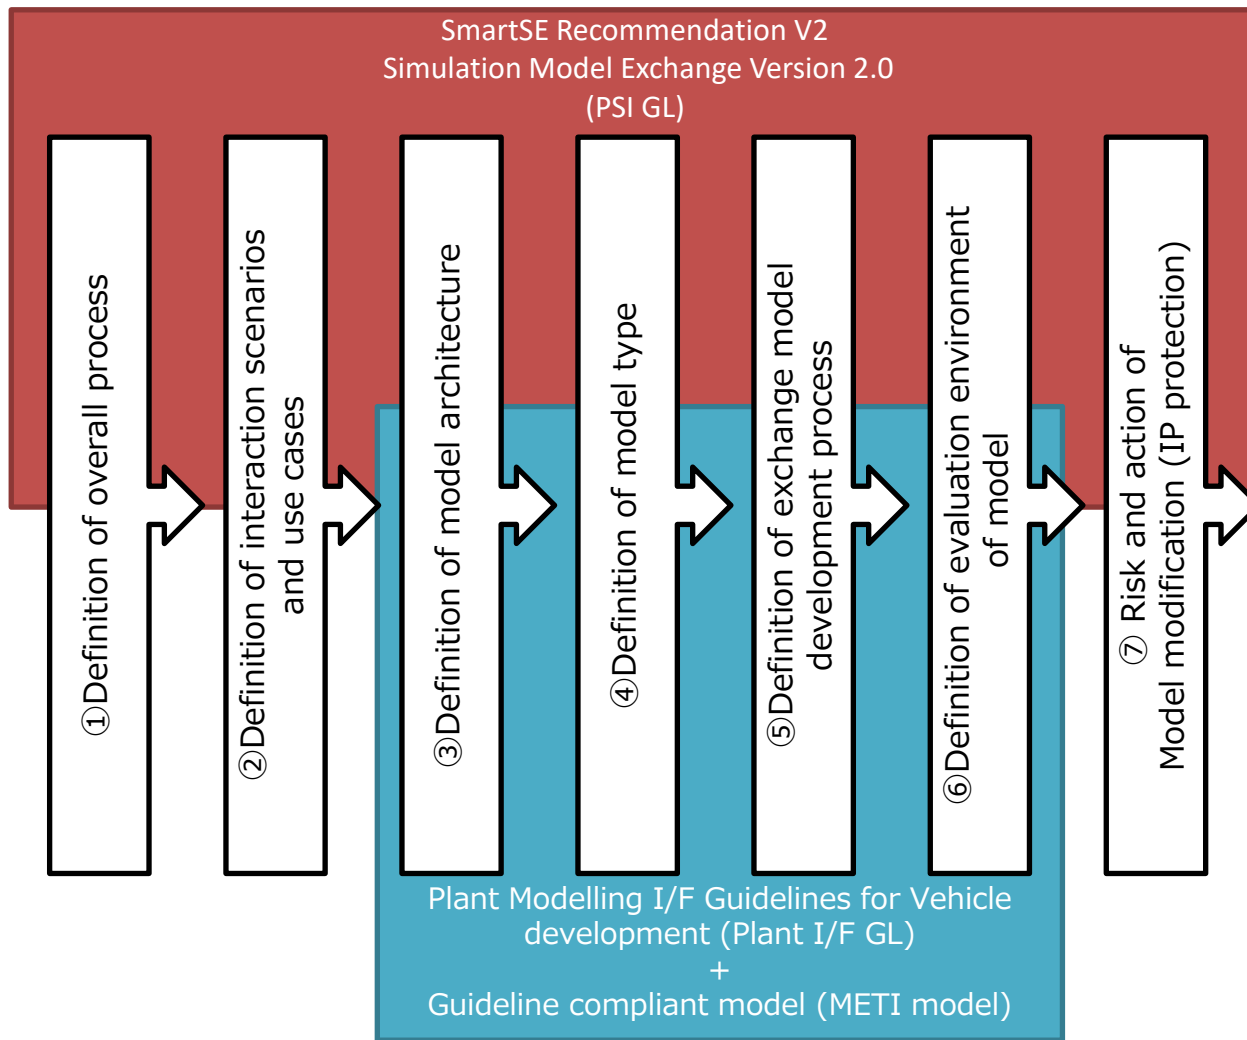 SmartSE Recommendation V2
Simulation Model Exchange Version 2.0
(PSI GL)
①Definition of overall process
②Definition of interaction scenarios
and use cases
③Definition of model architecture
④Definition of model type
⑤Definition of exchange model
development process
⑥Definition of evaluation environment
of model
⑦ Risk and action of
Model modification (IP protection)
Plant Modelling I/F Guidelines for Vehicle
development (Plant I/F GL)
+
Guideline compliant model (METI model)